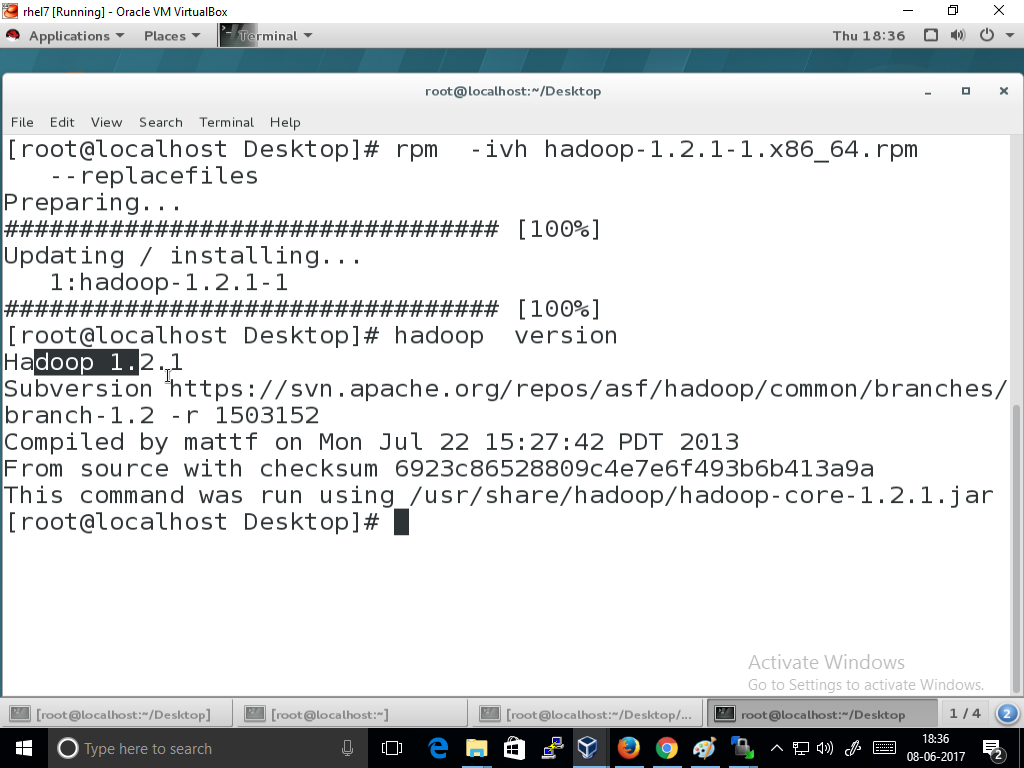 rhel7 [Running] - Oracle VM VirtualBox
Applications Places Terminal Thu 18:36
root@localhost:~/Desktop
File Edit View Search Terminal Help
[root@localhost Desktop]# rpm  -ivh hadoop-1.2.1-1.x86_64.rpm
   --replacefiles
Preparing...
################################# [100%]
Updating / installing...
   1:hadoop-1.2.1-1
################################# [100%]
[root@localhost Desktop]# hadoop  version
Hadoop 1.2.1
Subversion https://svn.apache.org/repos/asf/hadoop/common/branches/
branch-1.2 -r 1503152
Compiled by mattf on Mon Jul 22 15:27:42 PDT 2013
From source with checksum 6923c86528809c4e7e6f493b6b413a9a
This command was run using /usr/share/hadoop/hadoop-core-1.2.1.jar
[root@localhost Desktop]#
Activate Windows
Go to Settings to activate Windows.
[root@localhost:~/Desktop] [root@localhost:~] [root@localhost:~/Desktop/... root@localhost:~/Desktop 1 / 4 2
Type here to search 18:36
08-06-2017 2